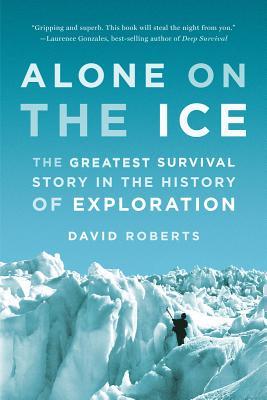 "Gripping and superb. This book will steal the night from you."
—Laurence Gonzales, best-selling author of Deep Survival
ALONE ON
THE ICE
THE GREATEST SURVIVAL
STORY IN THE HISTORY
OF EXPLORATION
DAVID ROBERTS